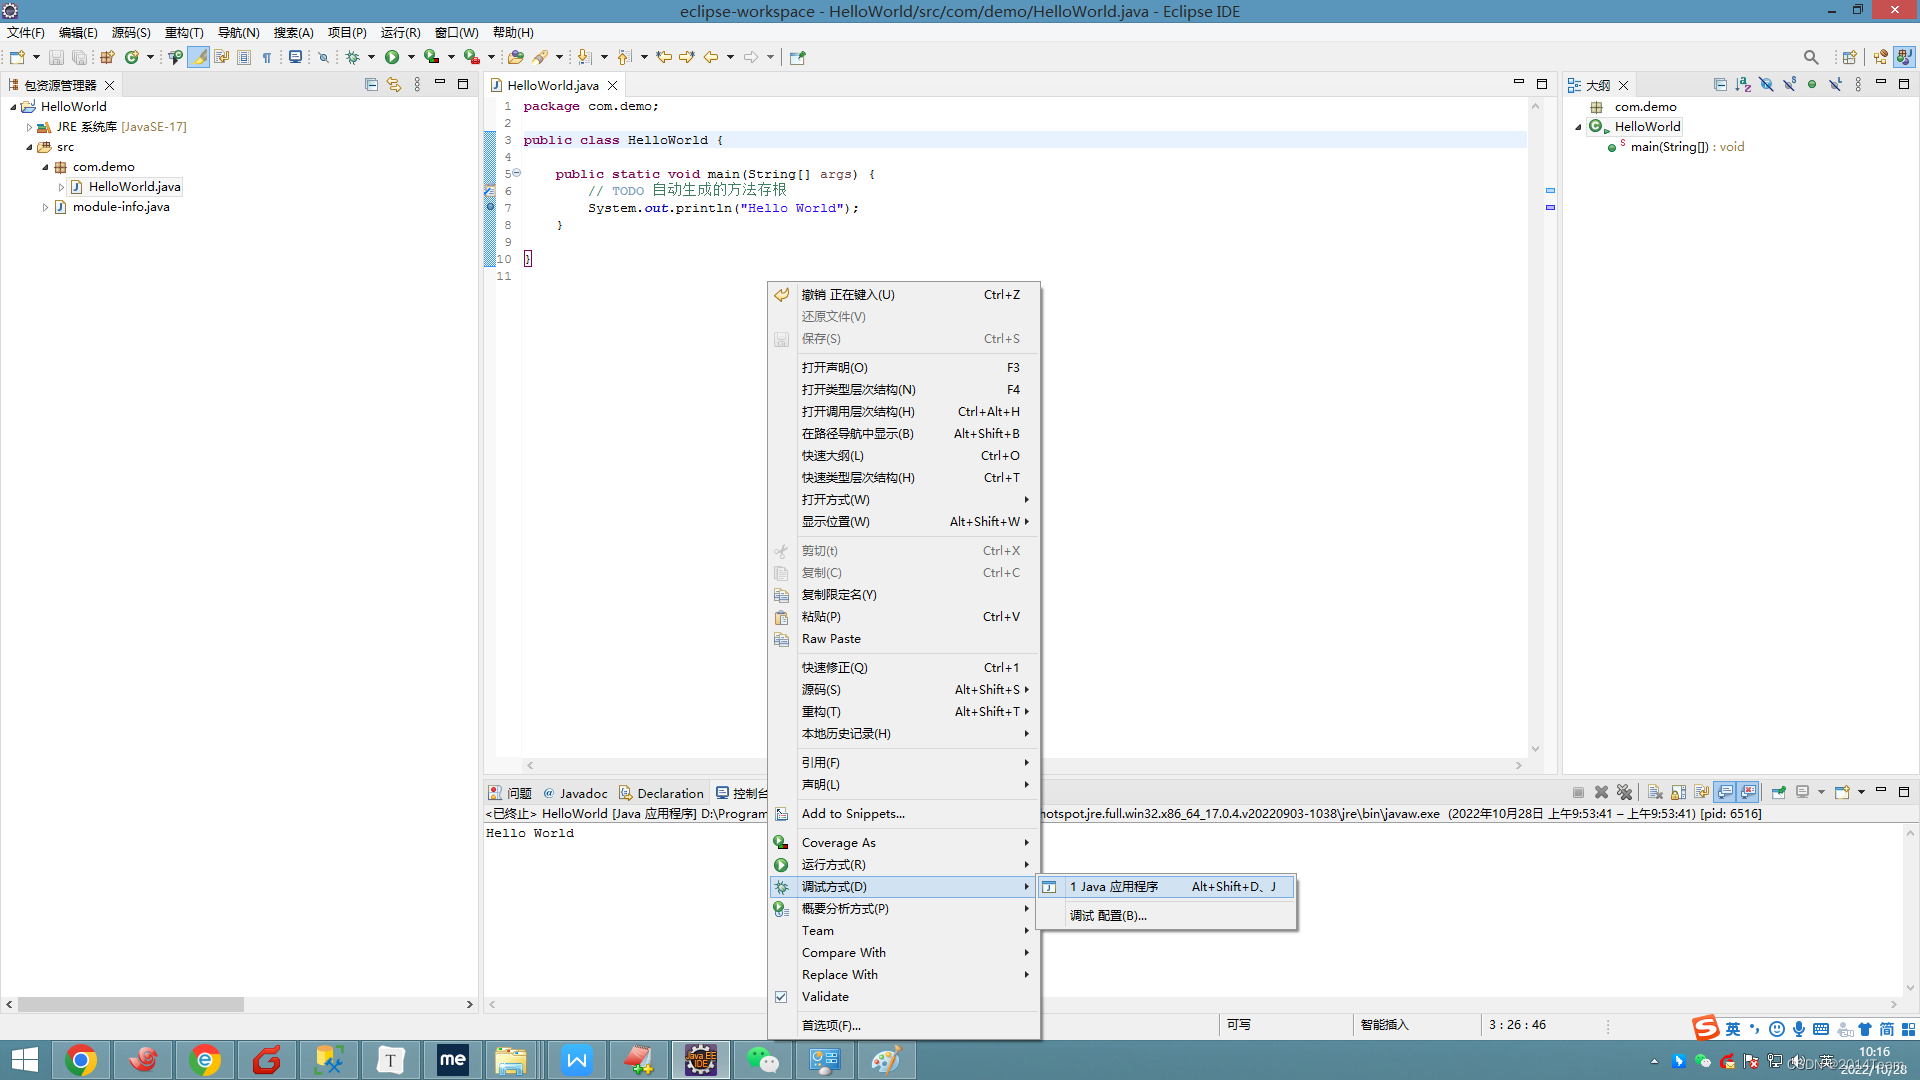 eclipse-workspace - HelloWorld/src/com/demo/HelloWorld.java - Eclipse IDE
文件(F) 编辑(E) 源码(S) 重构(T) 导航(N) 搜索(A) 项目(P) 运行(R) 窗口(W) 帮助(H)
包资源管理器
HelloWorld
JRE 系统库 [JavaSE-17]
src
com.demo
HelloWorld.java
module-info.java
HelloWorld.java
1 package com.demo;
2
3 public class HelloWorld {
4
5 public static void main(String[] args) {
6 // TODO 自动生成的方法存根
7 System.out.println("Hello World");
8 }
9
10 }
11
大纲
com.demo
HelloWorld
main(String[]) : void
撤销 正在键入(U) Ctrl+Z
还原文件(V)
保存(S) Ctrl+S
打开声明(O) F3
打开类型层次结构(N) F4
打开调用层次结构(H) Ctrl+Alt+H
在路径导航中显示(B) Alt+Shift+B
快速大纲(L) Ctrl+O
快速类型层次结构(H) Ctrl+T
打开方式(W)
显示位置(W) Alt+Shift+W
剪切(t) Ctrl+X
复制(C) Ctrl+C
复制限定名(Y)
粘贴(P) Ctrl+V
Raw Paste
快速修正(Q) Ctrl+1
源码(S) Alt+Shift+S
重构(T) Alt+Shift+T
本地历史记录(H)
引用(F)
声明(L)
Add to Snippets...
Coverage As
运行方式(R)
调试方式(D)
概要分析方式(P)
Team
Compare With
Replace With
Validate
首选项(F)...
1 Java 应用程序 Alt+Shift+D、J
调试 配置(B)...
问题 Javadoc Declaration 控制台
<已终止> HelloWorld [Java 应用程序] D:\Program hotspot.jre.full.win32.x86_64_17.0.4.v20220903-1038\jre\bin\javaw.exe (2022年10月28日 上午9:53:41 – 上午9:53:41) [pid: 6516]
Hello World
可写 智能插入 3 : 26 : 46
英 简
T me W Java EE IDE
英 10:16
2022/10/28
CSDN @2014Team